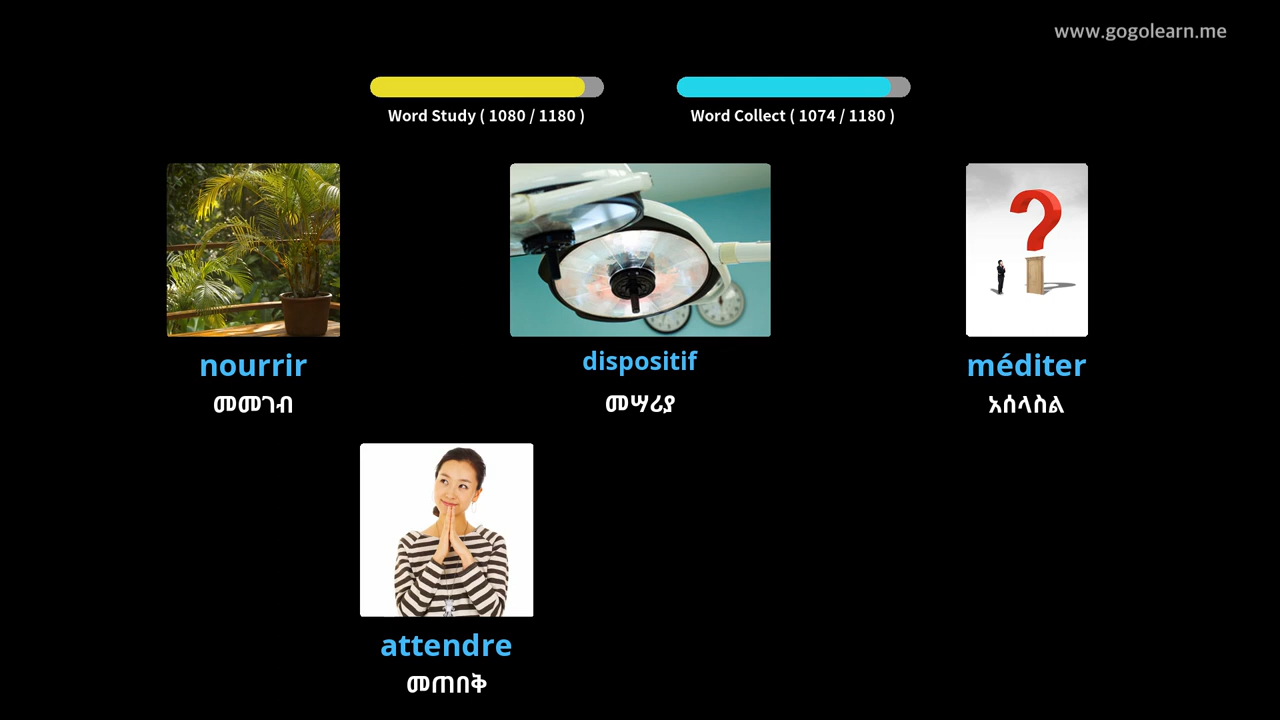 www.gogolearn.me
Word Study ( 1080 / 1180 )
Word Collect ( 1074 / 1180 )
nourrir
መመገብ
dispositif
መሣሪያ
méditer
አሰላስል
attendre
መጠበቅ